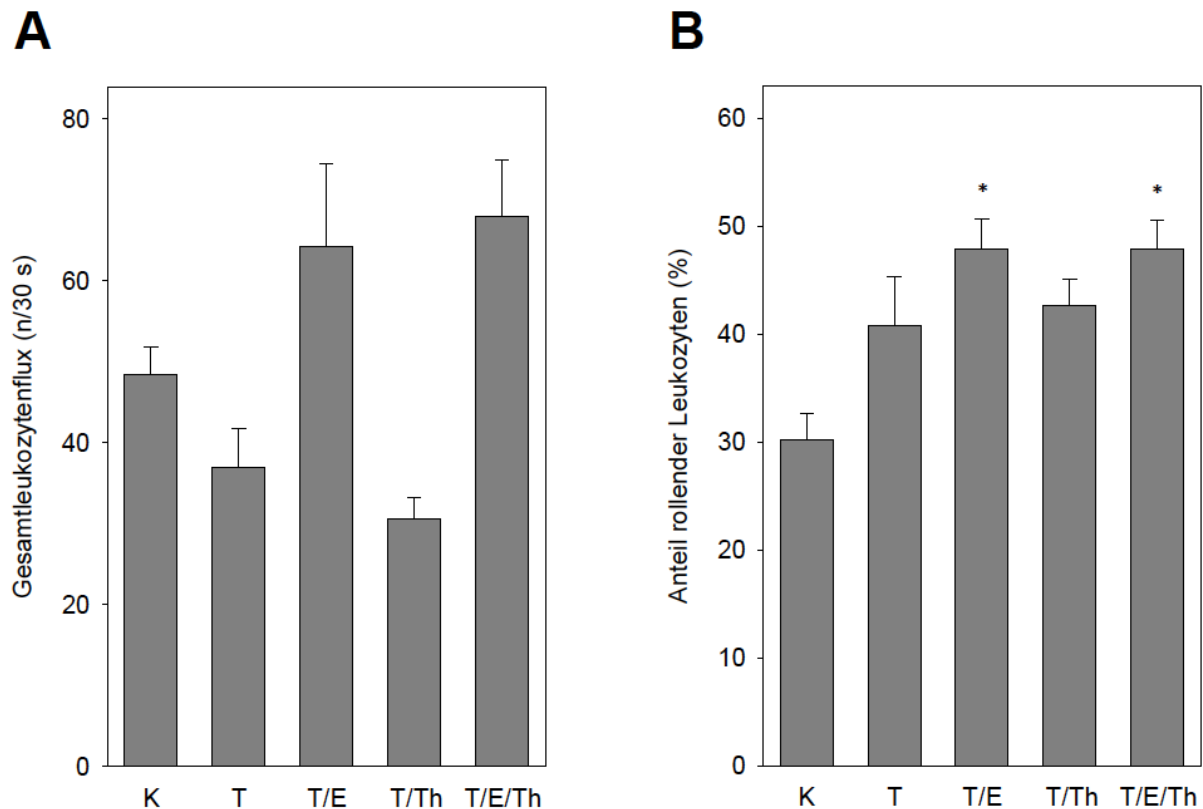 A
Gesamtleukozytenflux (n/30 s)
80
60
40
20
0
K T T/E T/Th T/E/Th
B
Anteil rollender Leukozyten (%)
60
50
40
30
20
10
0
* *
K T T/E T/Th T/E/Th